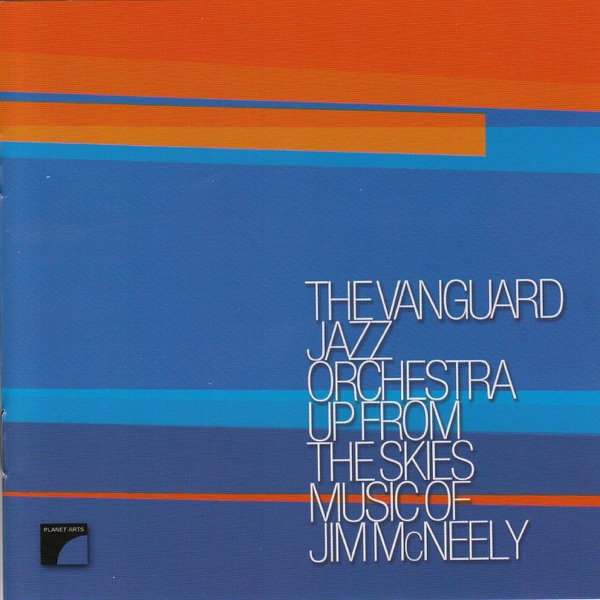 THE VANGUARD
JAZZ
ORCHESTRA
UP FROM
THE SKIES
MUSIC OF
JIM McNEELY
PLANET ARTS